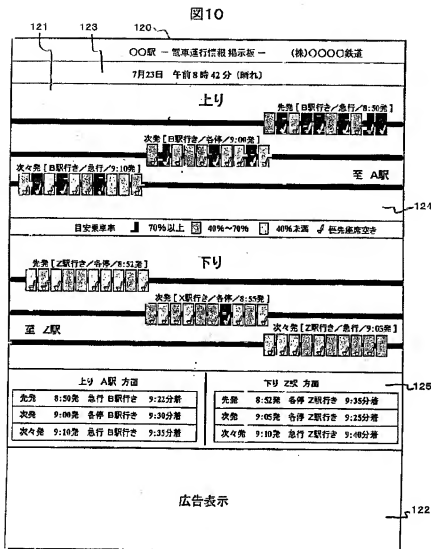 図10
120
121
123
〇〇駅 － 電車運行情報 掲示板 － (株)〇〇〇〇鉄道
7月23日 午前8時42分 (晴れ)
上り
先発 [B駅行き/急行/8:50発]
次発 [B駅行き/各停/9:00発]
次々発 [B駅行き/急行/9:10発]
至 A駅
124
目安乗車率 70%以上 40%～70% 40%未満 優先座席空き
下り
先発 [Z駅行き/各停/8:52発]
次発 [X駅行き/各停/8:55発]
至 Z駅
次々発 [Z駅行き/急行/9:05発]
上り A駅 方面
先発 8:50発 急行 B駅行き 9:22分着
次発 9:00発 各停 B駅行き 9:30分着
次々発 9:10発 急行 B駅行き 9:35分着
下り Z駅 方面
先発 8:52発 各停 Z駅行き 9:35分着
次発 9:05発 各停 Z駅行き 9:25分着
次々発 9:10発 急行 Z駅行き 9:40分着
125
広告表示
122